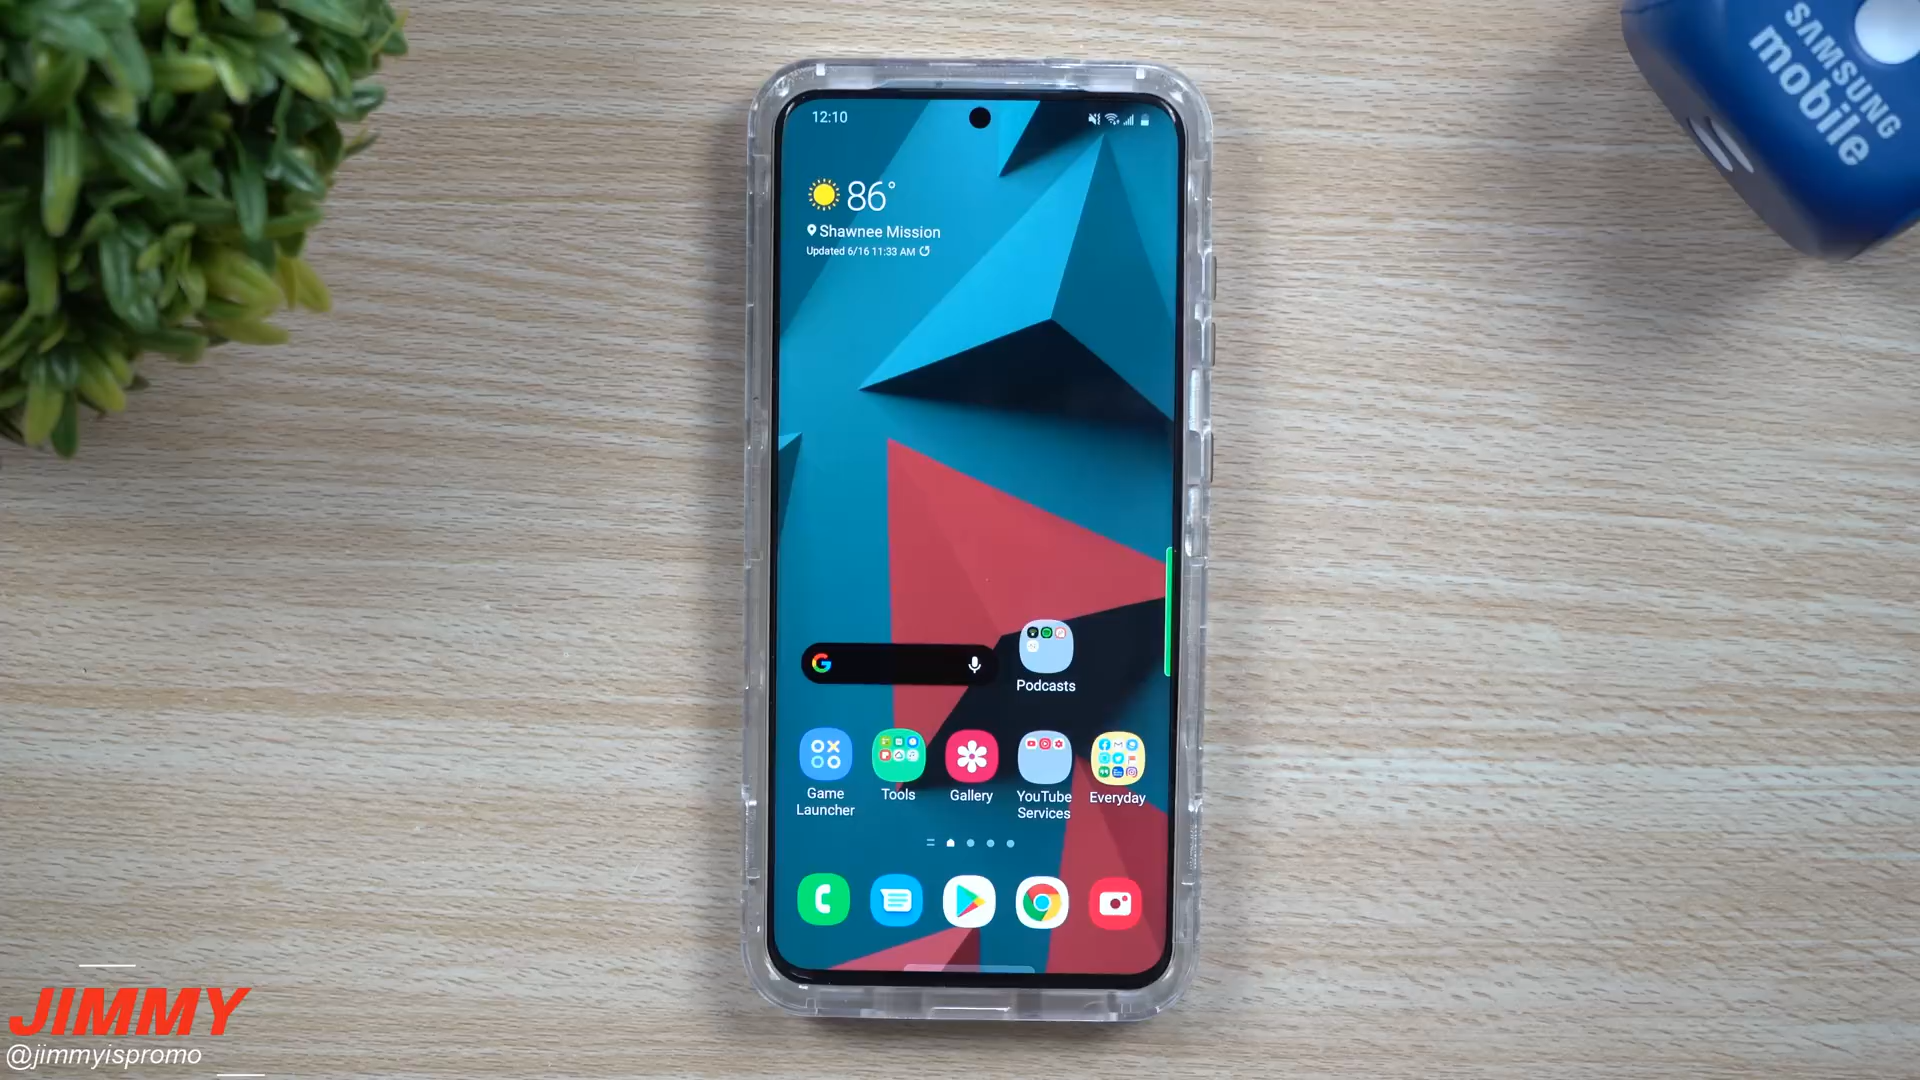 SAMSUNG
mobile
12:10
86°
Shawnee Mission
Updated 6/16 11:33 AM
Podcasts
Game
Launcher
Tools
Gallery
YouTube
Services
Everyday
JIMMY
@jimmyispromo